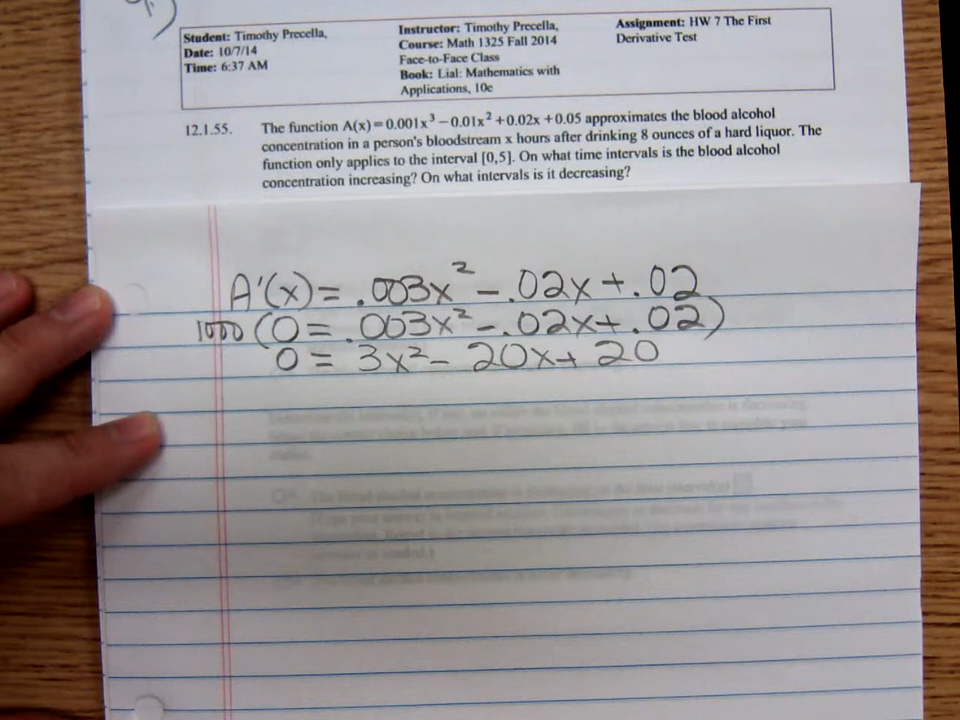 Student: Timothy Precella,
Date: 10/7/14
Time: 6:37 AM
Instructor: Timothy Precella,
Course: Math 1325 Fall 2014
Face-to-Face Class
Book: Lial: Mathematics with
Applications, 10e
Assignment: HW 7 The First
Derivative Test
12.1.55. The function A(x)=0.001x³−0.01x²+0.02x+0.05 approximates the blood alcohol
concentration in a person's bloodstream x hours after drinking 8 ounces of a hard liquor. The
function only applies to the interval [0,5]. On what time intervals is the blood alcohol
concentration increasing? On what intervals is it decreasing?
A'(x) = .003x² - .02x + .02
1000 (0 = .003x² - .02x + .02)
0 = 3x² - 20x + 20